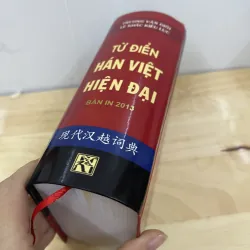 TỪ ĐIỂN
HÁN VIỆT
HIỆN ĐẠI
BẢN IN 2013
现代汉越词典